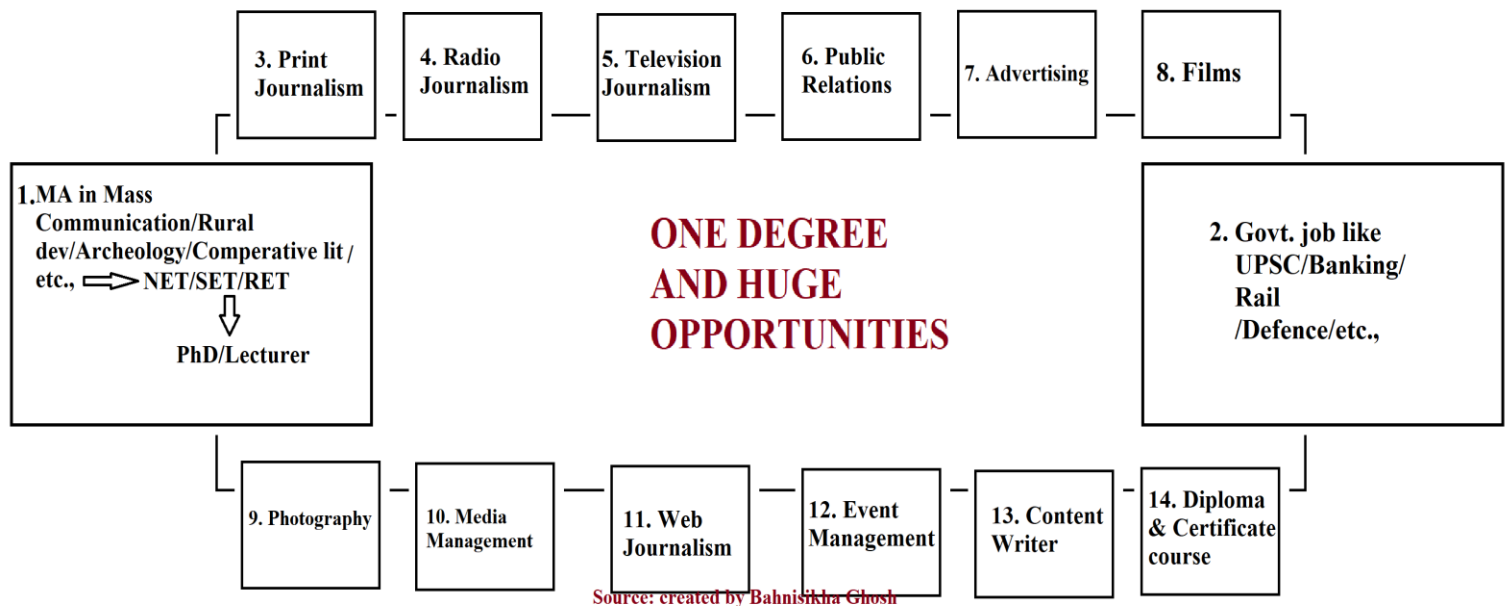 3. Print
Journalism
4. Radio
Journalism
5. Television
Journalism
6. Public
Relations
7. Advertising
8. Films
1.MA in Mass
Communication/Rural
dev/Archeology/Comperative lit /
etc., ⇨ NET/SET/RET
⇩
PhD/Lecturer
ONE DEGREE
AND HUGE
OPPORTUNITIES
2. Govt. job like
UPSC/Banking/
Rail
/Defence/etc.,
9. Photography
10. Media
Management
11. Web
Journalism
12. Event
Management
13. Content
Writer
14. Diploma
& Certificate
course
Source: created by Bahnisikha Ghosh